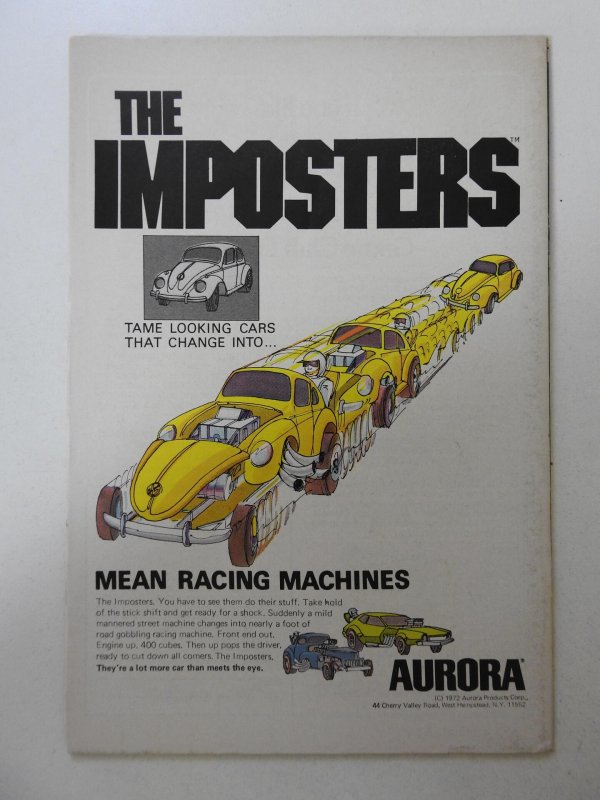 THE
IMPOSTERS™
TAME LOOKING CARS
THAT CHANGE INTO...
MEAN RACING MACHINES
The Imposters. You have to see them do their stuff. Take hold
of the stick shift and get ready for a shock. Suddenly a mild
mannered street machine changes into nearly a foot of
road gobbling racing machine. Front end out.
Engine up. 400 cubes. Then up pops the driver,
ready to cut down all comers. The Imposters.
They're a lot more car than meets the eye.
AURORA®
(C) 1972 Aurora Products Corp.,
44 Cherry Valley Road, West Hempstead, N.Y. 11552